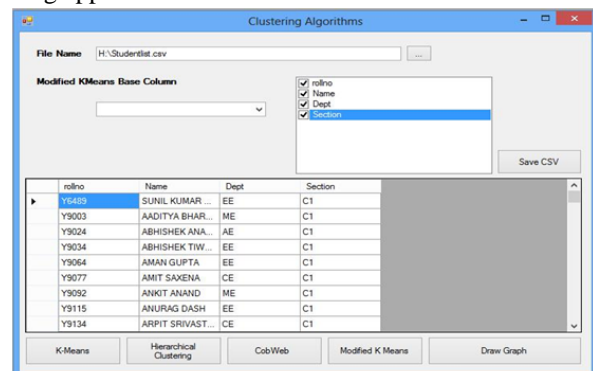 Clustering Algorithms
File Name H:\Studentlist.csv ...
Modified KMeans Base Column
rollno
Name
Dept
Section
Save CSV
rollno Name Dept Section
Y6489 SUNIL KUMAR ... EE C1
Y9003 AADITYA BHAR... ME C1
Y9024 ABHISHEK ANA... AE C1
Y9034 ABHISHEK TIW... EE C1
Y9064 AMAN GUPTA EE C1
Y9077 AMIT SAXENA CE C1
Y9092 ANKIT ANAND ME C1
Y9115 ANURAG DASH EE C1
Y9134 ARPIT SRIVAST... CE C1
K-Means Hierarchical Clustering CobWeb Modified K Means Draw Graph